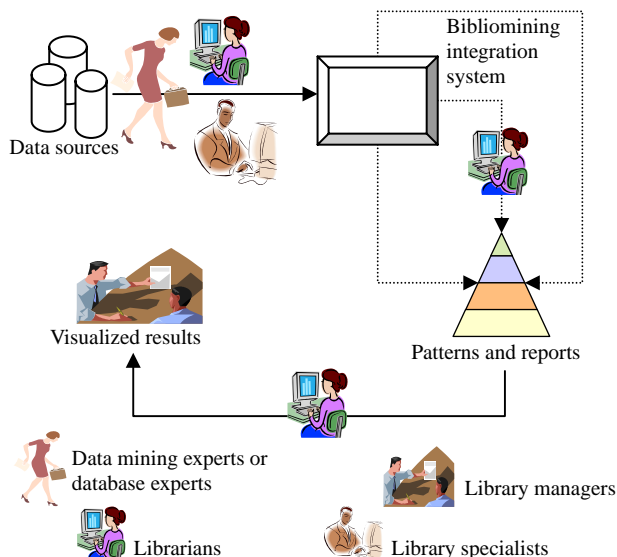 Bibliomining
integration
system
Data sources
Visualized results
Patterns and reports
Data mining experts or
database experts
Library managers
Librarians
Library specialists